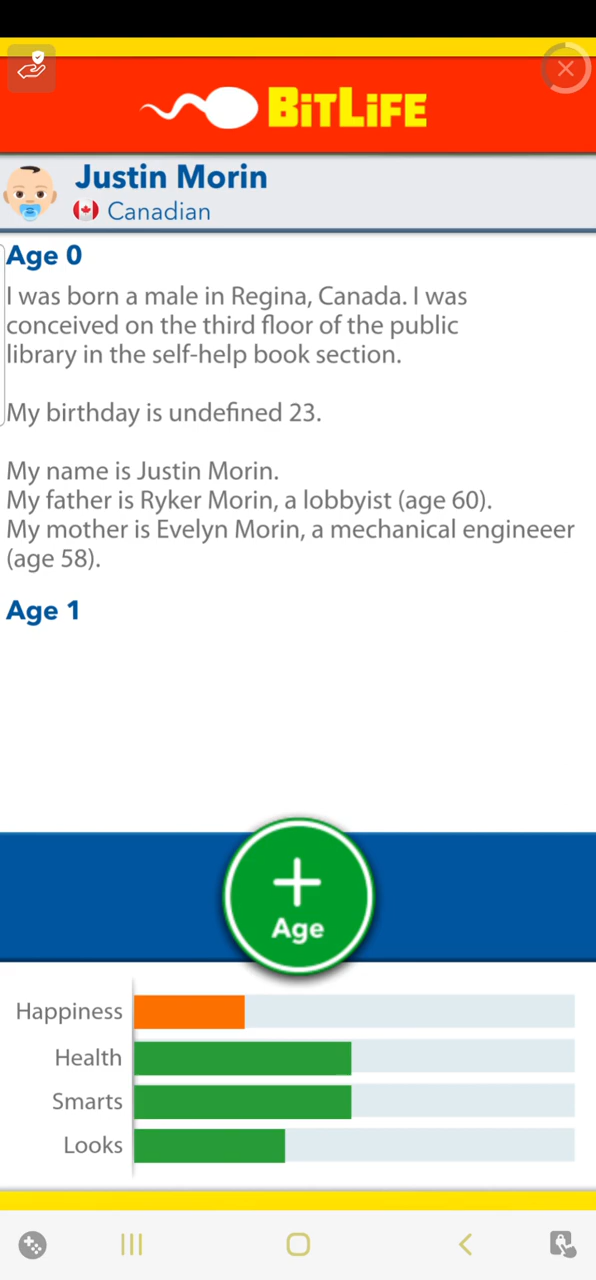 BiTLiFE
Justin Morin
Canadian
Age 0
I was born a male in Regina, Canada. I was
conceived on the third floor of the public
library in the self-help book section.
My birthday is undefined 23.
My name is Justin Morin.
My father is Ryker Morin, a lobbyist (age 60).
My mother is Evelyn Morin, a mechanical engineeer
(age 58).
Age 1
Age
Happiness
Health
Smarts
Looks